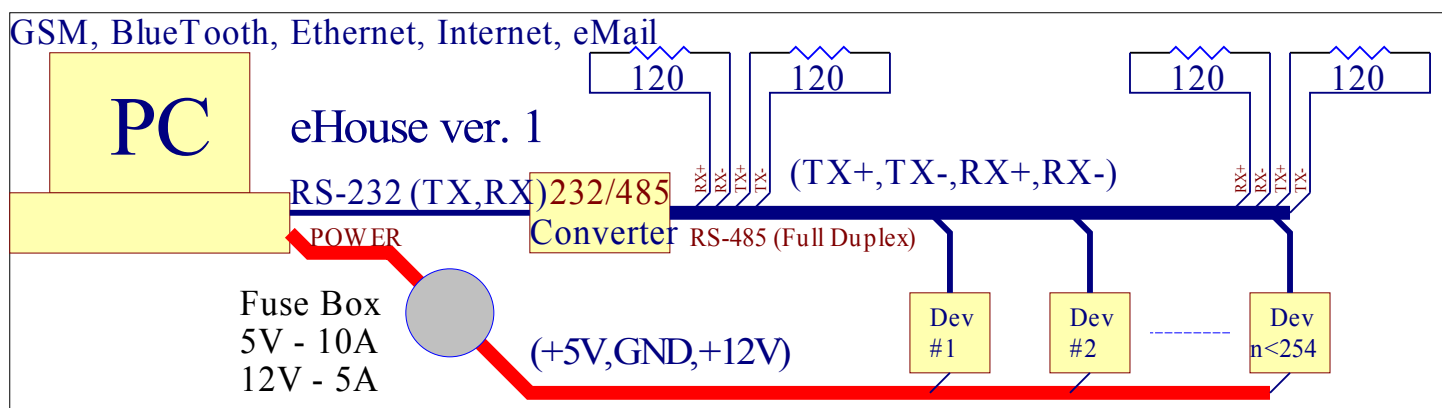 GSM, BlueTooth, Ethernet, Internet, eMail
120
120
120
120
PC
eHouse ver. 1
RX+
RX-
TX+
TX-
(TX+,TX-,RX+,RX-)
RX+
RX-
TX+
TX-
RS-232 (TX,RX)
232/485
Converter
POWER
RS-485 (Full Duplex)
Fuse Box
5V - 10A
12V - 5A
(+5V,GND,+12V)
Dev
#1
Dev
#2
Dev
n<254